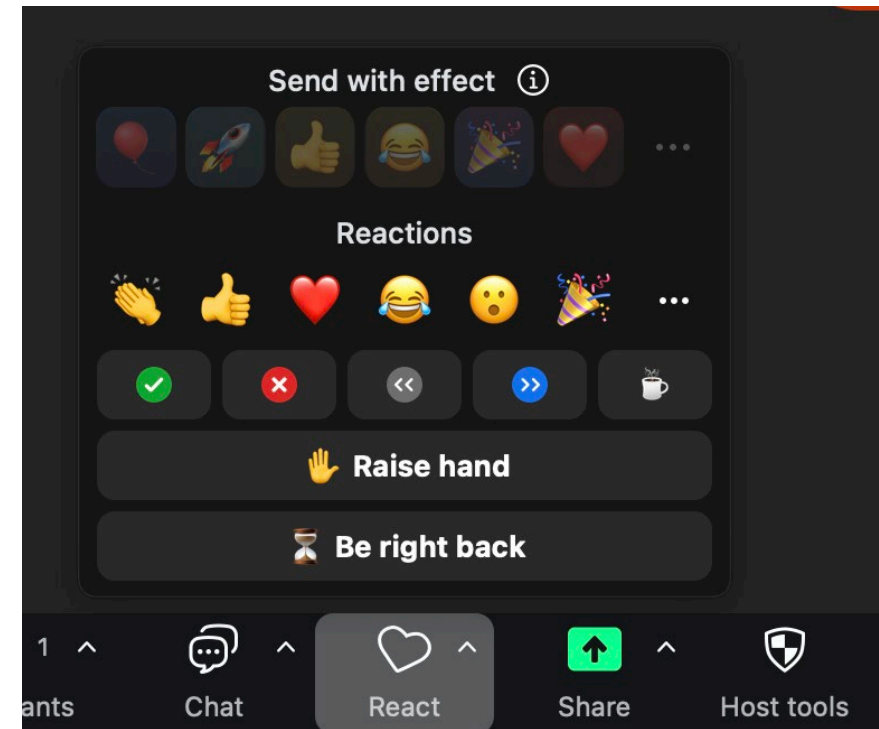 Send with effect
Reactions
Raise hand
Be right back
1
ants
Chat
React
Share
Host tools